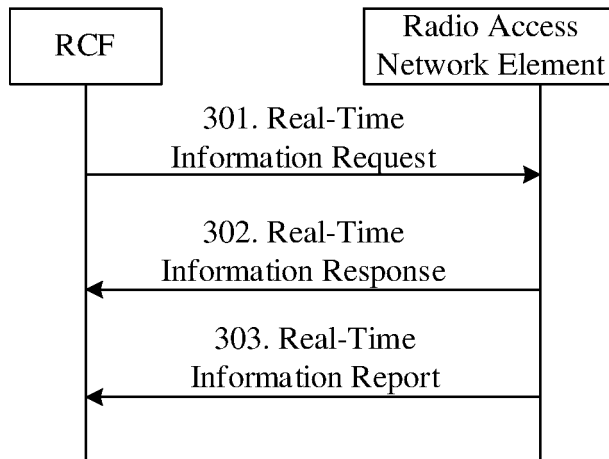 RCF
Radio Access
Network Element
301. Real-Time
Information Request
302. Real-Time
Information Response
303. Real-Time
Information Report